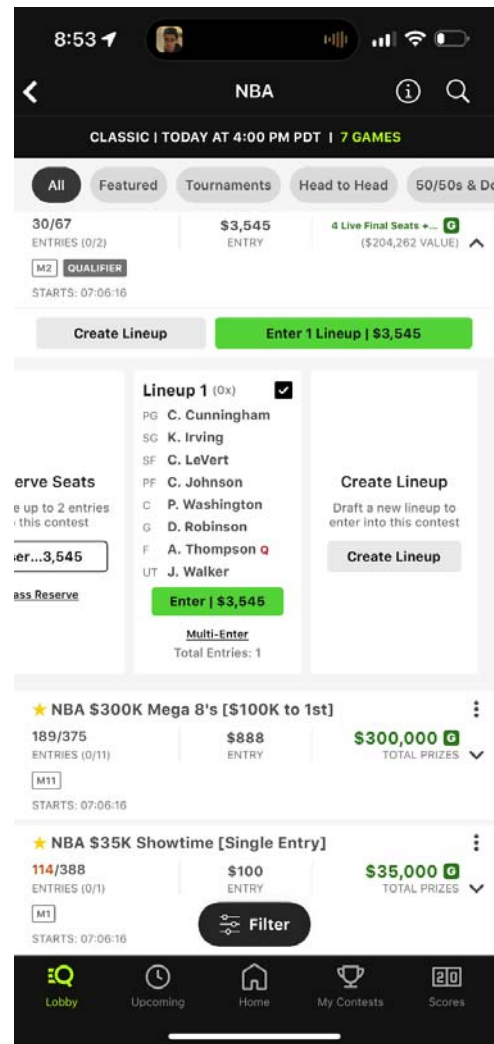 8:53
NBA
CLASSIC | TODAY AT 4:00 PM PDT | 7 GAMES
All Featured Tournaments Head to Head 50/50s & Do
30/67 $3,545 4 Live Final Seats +... G
ENTRIES (0/2) ENTRY ($204,262 VALUE)
M2 QUALIFIER
STARTS: 07:06:16
Create Lineup Enter 1 Lineup | $3,545
Lineup 1 (0x)
PG C. Cunningham
SG K. Irving
SF C. LeVert
PF C. Johnson
C P. Washington
G D. Robinson
F A. Thompson Q
UT J. Walker
Enter | $3,545
Multi-Enter
Total Entries: 1
erve Seats
e up to 2 entries
this contest
er...3,545
ass Reserve
Create Lineup
Draft a new lineup to
enter into this contest
Create Lineup
NBA $300K Mega 8's [$100K to 1st]
189/375 $888 $300,000 G
ENTRIES (0/11) ENTRY TOTAL PRIZES
M11
STARTS: 07:06:16
NBA $35K Showtime [Single Entry]
114/388 $100 $35,000 G
ENTRIES (0/1) ENTRY TOTAL PRIZES
M1
STARTS: 07:06:16
Filter
Lobby Upcoming Home My Contests Scores
20